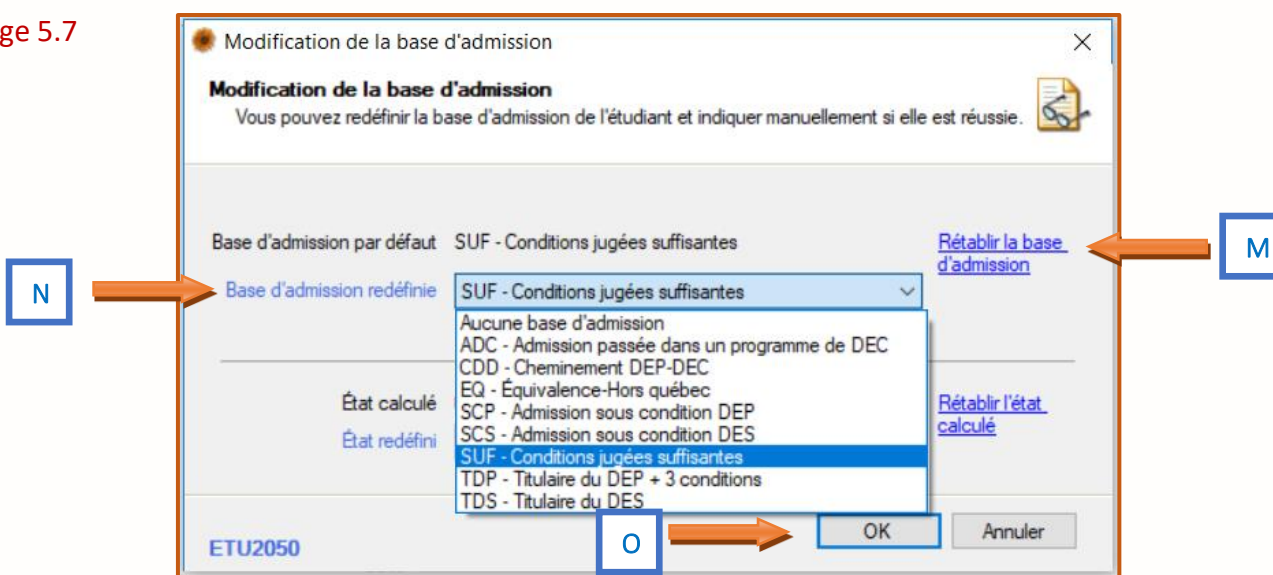 ge 5.7
Modification de la base d'admission
Modification de la base d'admission
Vous pouvez redéfinir la base d'admission de l'étudiant et indiquer manuellement si elle est réussie.
Base d'admission par défaut SUF - Conditions jugées suffisantes
Rétablir la base
d'admission
M
N
Base d'admission redéfinie SUF - Conditions jugées suffisantes
Aucune base d'admission
ADC - Admission passée dans un programme de DEC
CDD - Cheminement DEP-DEC
EQ - Équivalence-Hors québec
SCP - Admission sous condition DEP
SCS - Admission sous condition DES
SUF - Conditions jugées suffisantes
TDP - Titulaire du DEP + 3 conditions
TDS - Titulaire du DES
État calculé
État redéfini
Rétablir l'état
calculé
O
OK
Annuler
ETU2050